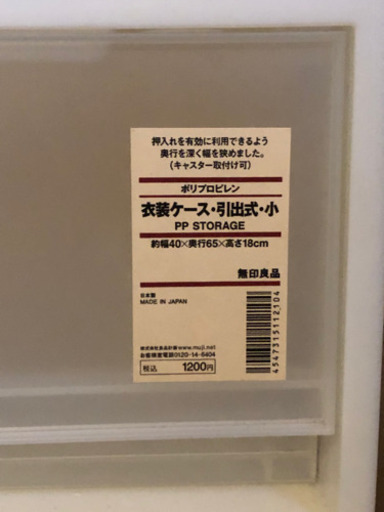 押入れを有効に利用できるよう
奥行を深く幅を狭めました。
(キャスター取付け可)
ポリプロピレン
衣装ケース・引出式・小
PP STORAGE
約幅40×奥行65×高さ18cm
無印良品
日本製
MADE IN JAPAN
4547315112104
株式会社良品計画www.muji.net
お客様室電話0120-14-6404
税込 1200円